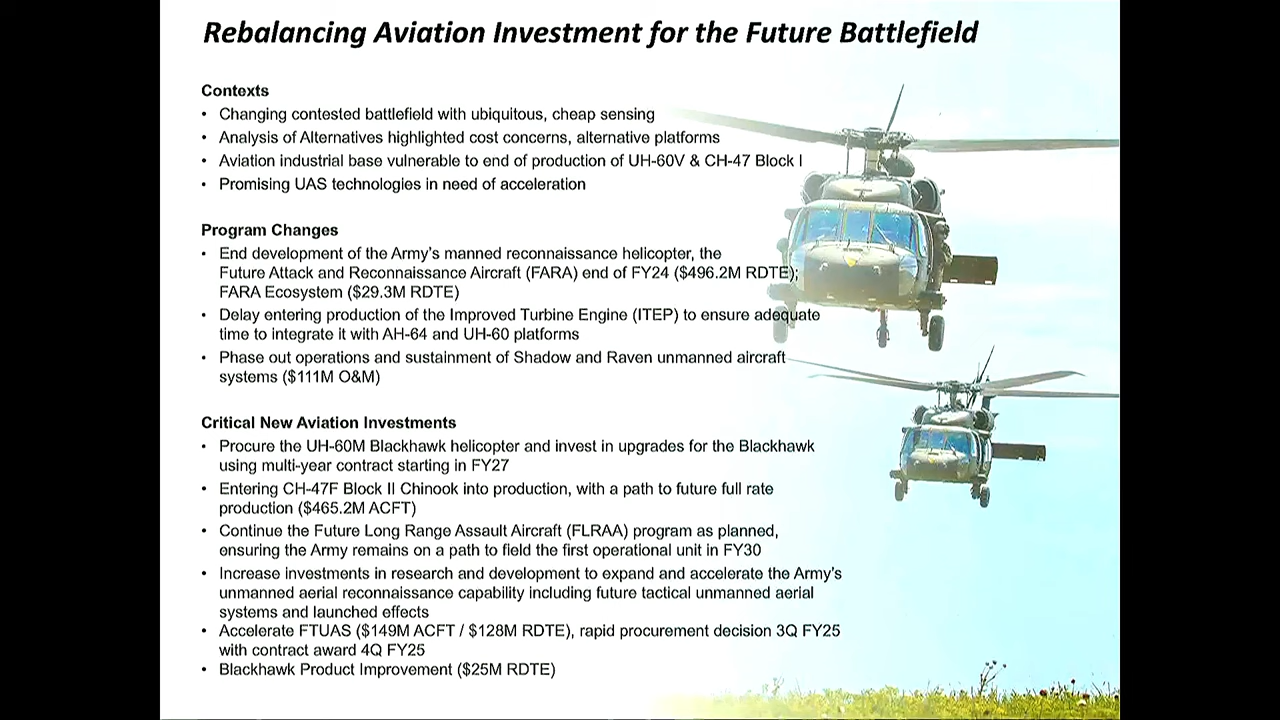 Rebalancing Aviation Investment for the Future Battlefield
Contexts
• Changing contested battlefield with ubiquitous, cheap sensing
• Analysis of Alternatives highlighted cost concerns, alternative platforms
• Aviation industrial base vulnerable to end of production of UH-60V & CH-47 Block I
• Promising UAS technologies in need of acceleration
Program Changes
• End development of the Army's manned reconnaissance helicopter, the
Future Attack and Reconnaissance Aircraft (FARA) end of FY24 ($496.2M RDTE);
FARA Ecosystem ($29.3M RDTE)
• Delay entering production of the Improved Turbine Engine (ITEP) to ensure adequate
time to integrate it with AH-64 and UH-60 platforms
• Phase out operations and sustainment of Shadow and Raven unmanned aircraft
systems ($111M O&M)
Critical New Aviation Investments
• Procure the UH-60M Blackhawk helicopter and invest in upgrades for the Blackhawk
using multi-year contract starting in FY27
• Entering CH-47F Block II Chinook into production, with a path to future full rate
production ($465.2M ACFT)
• Continue the Future Long Range Assault Aircraft (FLRAA) program as planned,
ensuring the Army remains on a path to field the first operational unit in FY30
• Increase investments in research and development to expand and accelerate the Army's
unmanned aerial reconnaissance capability including future tactical unmanned aerial
systems and launched effects
• Accelerate FTUAS ($149M ACFT / $128M RDTE), rapid procurement decision 3Q FY25
with contract award 4Q FY25
• Blackhawk Product Improvement ($25M RDTE)